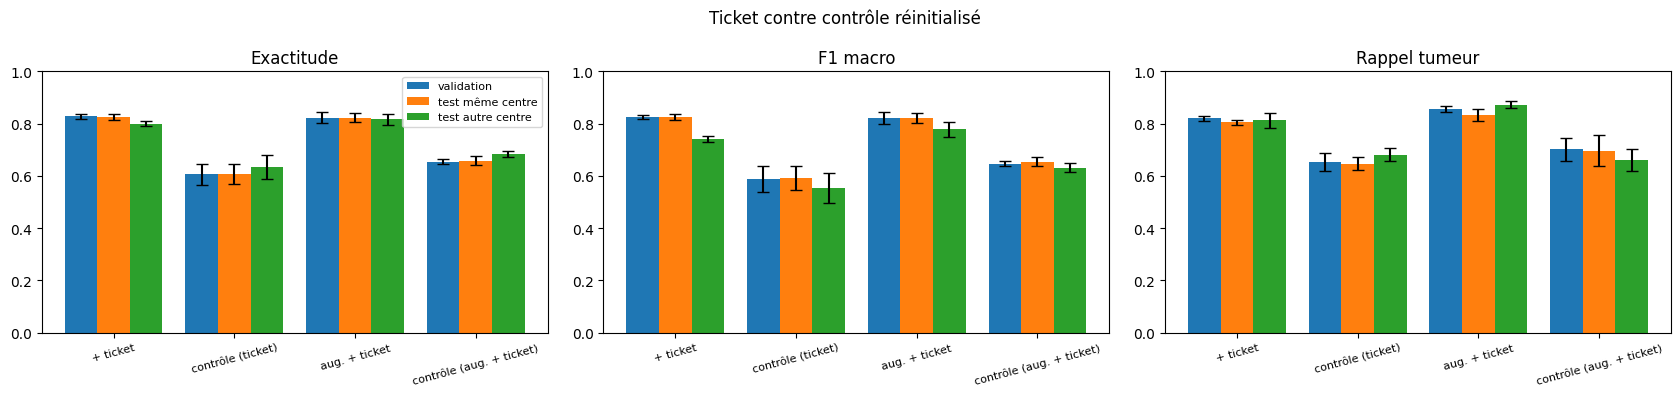 Ticket contre contrôle réinitialisé
Exactitude
1.0
0.8
0.6
0.4
0.2
0.0
validation
test même centre
test autre centre
+ ticket
contrôle (ticket)
aug. + ticket
contrôle (aug. + ticket)
F1 macro
1.0
0.8
0.6
0.4
0.2
0.0
+ ticket
contrôle (ticket)
aug. + ticket
contrôle (aug. + ticket)
Rappel tumeur
1.0
0.8
0.6
0.4
0.2
0.0
+ ticket
contrôle (ticket)
aug. + ticket
contrôle (aug. + ticket)